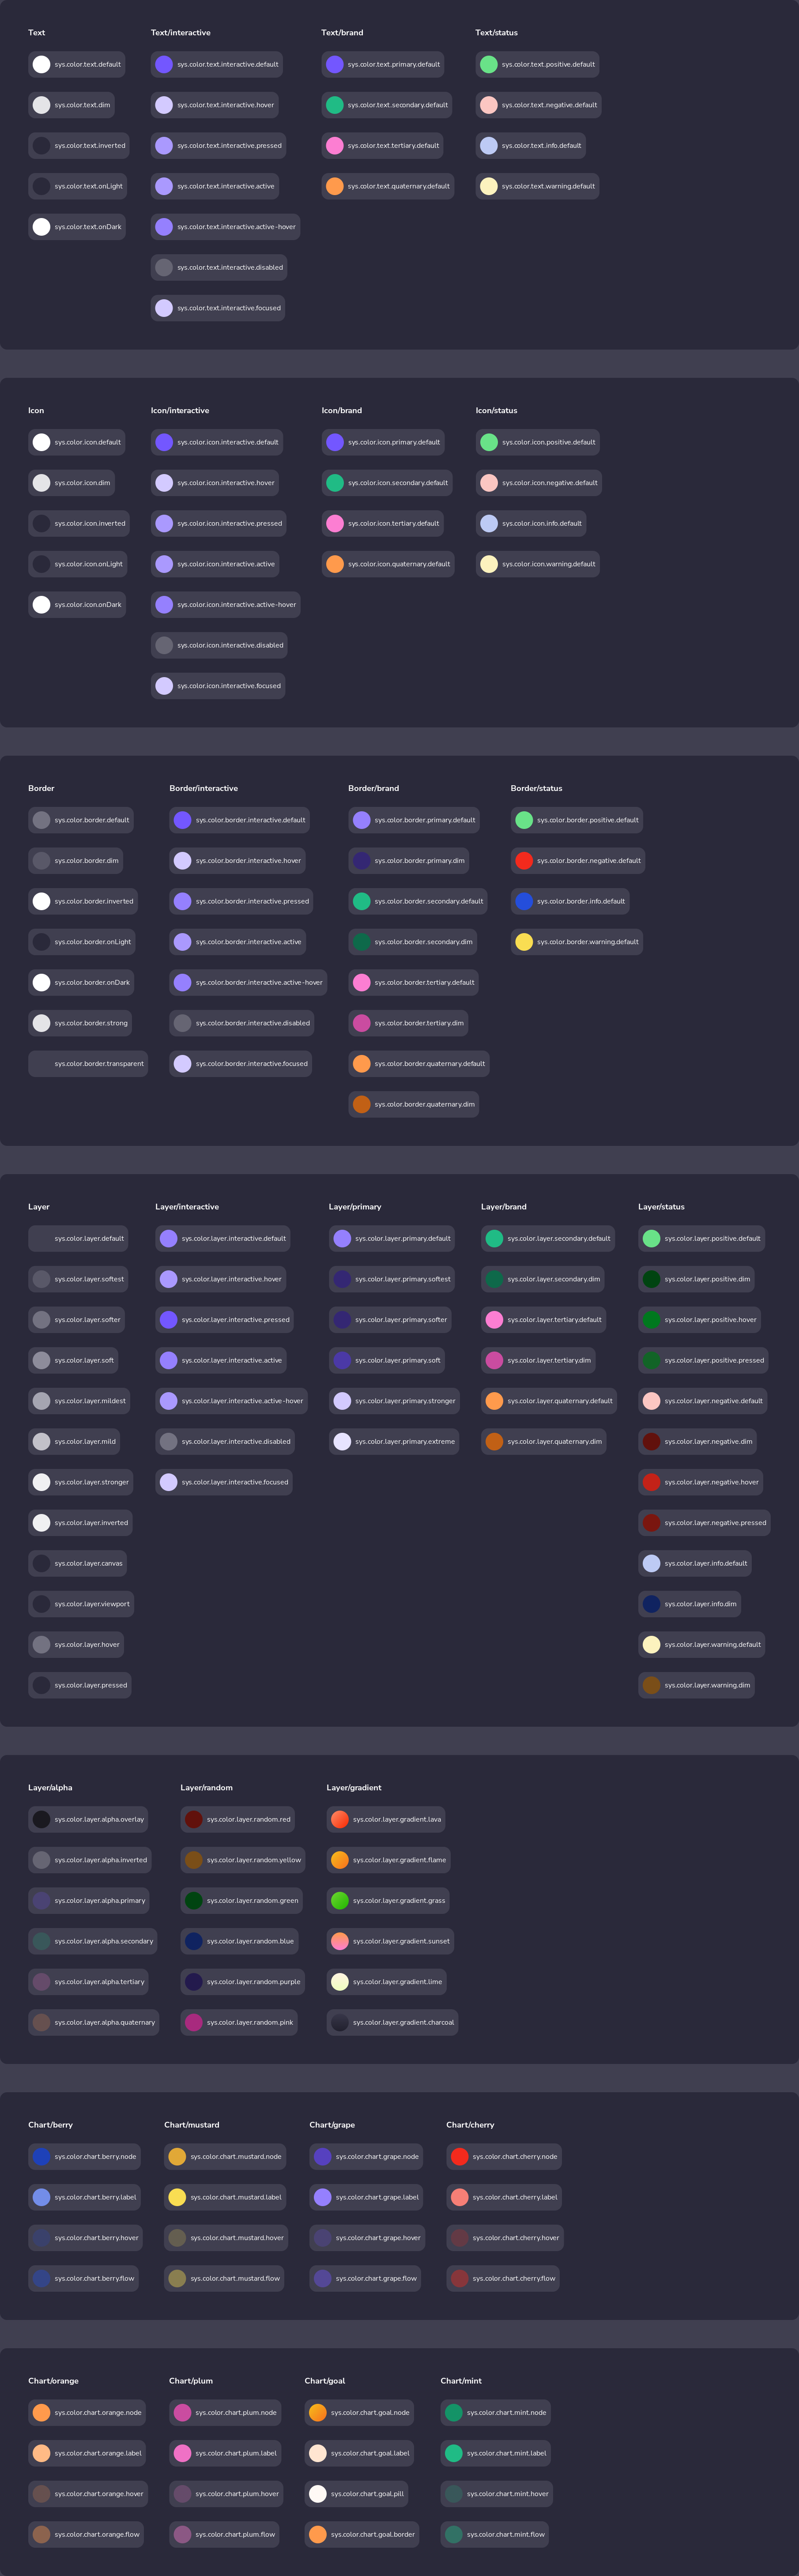 Text
sys.color.text.default
sys.color.text.dim
sys.color.text.inverted
sys.color.text.onLight
sys.color.text.onDark
Text/interactive
sys.color.text.interactive.default
sys.color.text.interactive.hover
sys.color.text.interactive.pressed
sys.color.text.interactive.active
sys.color.text.interactive.active-hover
sys.color.text.interactive.disabled
sys.color.text.interactive.focused
Text/brand
sys.color.text.primary.default
sys.color.text.secondary.default
sys.color.text.tertiary.default
sys.color.text.quaternary.default
Text/status
sys.color.text.positive.default
sys.color.text.negative.default
sys.color.text.info.default
sys.color.text.warning.default
Icon
sys.color.icon.default
sys.color.icon.dim
sys.color.icon.inverted
sys.color.icon.onLight
sys.color.icon.onDark
Icon/interactive
sys.color.icon.interactive.default
sys.color.icon.interactive.hover
sys.color.icon.interactive.pressed
sys.color.icon.interactive.active
sys.color.icon.interactive.active-hover
sys.color.icon.interactive.disabled
sys.color.icon.interactive.focused
Icon/brand
sys.color.icon.primary.default
sys.color.icon.secondary.default
sys.color.icon.tertiary.default
sys.color.icon.quaternary.default
Icon/status
sys.color.icon.positive.default
sys.color.icon.negative.default
sys.color.icon.info.default
sys.color.icon.warning.default
Border
sys.color.border.default
sys.color.border.dim
sys.color.border.inverted
sys.color.border.onLight
sys.color.border.onDark
sys.color.border.strong
sys.color.border.transparent
Border/interactive
sys.color.border.interactive.default
sys.color.border.interactive.hover
sys.color.border.interactive.pressed
sys.color.border.interactive.active
sys.color.border.interactive.active-hover
sys.color.border.interactive.disabled
sys.color.border.interactive.focused
Border/brand
sys.color.border.primary.default
sys.color.border.primary.dim
sys.color.border.secondary.default
sys.color.border.secondary.dim
sys.color.border.tertiary.default
sys.color.border.tertiary.dim
sys.color.border.quaternary.default
sys.color.border.quaternary.dim
Border/status
sys.color.border.positive.default
sys.color.border.negative.default
sys.color.border.info.default
sys.color.border.warning.default
Layer
sys.color.layer.default
sys.color.layer.softest
sys.color.layer.softer
sys.color.layer.soft
sys.color.layer.mildest
sys.color.layer.mild
sys.color.layer.stronger
sys.color.layer.inverted
sys.color.layer.canvas
sys.color.layer.viewport
sys.color.layer.hover
sys.color.layer.pressed
Layer/interactive
sys.color.layer.interactive.default
sys.color.layer.interactive.hover
sys.color.layer.interactive.pressed
sys.color.layer.interactive.active
sys.color.layer.interactive.active-hover
sys.color.layer.interactive.disabled
sys.color.layer.interactive.focused
Layer/primary
sys.color.layer.primary.default
sys.color.layer.primary.softest
sys.color.layer.primary.softer
sys.color.layer.primary.soft
sys.color.layer.primary.stronger
sys.color.layer.primary.extreme
Layer/brand
sys.color.layer.secondary.default
sys.color.layer.secondary.dim
sys.color.layer.tertiary.default
sys.color.layer.tertiary.dim
sys.color.layer.quaternary.default
sys.color.layer.quaternary.dim
Layer/status
sys.color.layer.positive.default
sys.color.layer.positive.dim
sys.color.layer.positive.hover
sys.color.layer.positive.pressed
sys.color.layer.negative.default
sys.color.layer.negative.dim
sys.color.layer.negative.hover
sys.color.layer.negative.pressed
sys.color.layer.info.default
sys.color.layer.info.dim
sys.color.layer.warning.default
sys.color.layer.warning.dim
Layer/alpha
sys.color.layer.alpha.overlay
sys.color.layer.alpha.inverted
sys.color.layer.alpha.primary
sys.color.layer.alpha.secondary
sys.color.layer.alpha.tertiary
sys.color.layer.alpha.quaternary
Layer/random
sys.color.layer.random.red
sys.color.layer.random.yellow
sys.color.layer.random.green
sys.color.layer.random.blue
sys.color.layer.random.purple
sys.color.layer.random.pink
Layer/gradient
sys.color.layer.gradient.lava
sys.color.layer.gradient.flame
sys.color.layer.gradient.grass
sys.color.layer.gradient.sunset
sys.color.layer.gradient.lime
sys.color.layer.gradient.charcoal
Chart/berry
sys.color.chart.berry.node
sys.color.chart.berry.label
sys.color.chart.berry.hover
sys.color.chart.berry.flow
Chart/mustard
sys.color.chart.mustard.node
sys.color.chart.mustard.label
sys.color.chart.mustard.hover
sys.color.chart.mustard.flow
Chart/grape
sys.color.chart.grape.node
sys.color.chart.grape.label
sys.color.chart.grape.hover
sys.color.chart.grape.flow
Chart/cherry
sys.color.chart.cherry.node
sys.color.chart.cherry.label
sys.color.chart.cherry.hover
sys.color.chart.cherry.flow
Chart/orange
sys.color.chart.orange.node
sys.color.chart.orange.label
sys.color.chart.orange.hover
sys.color.chart.orange.flow
Chart/plum
sys.color.chart.plum.node
sys.color.chart.plum.label
sys.color.chart.plum.hover
sys.color.chart.plum.flow
Chart/goal
sys.color.chart.goal.node
sys.color.chart.goal.label
sys.color.chart.goal.pill
sys.color.chart.goal.border
Chart/mint
sys.color.chart.mint.node
sys.color.chart.mint.label
sys.color.chart.mint.hover
sys.color.chart.mint.flow